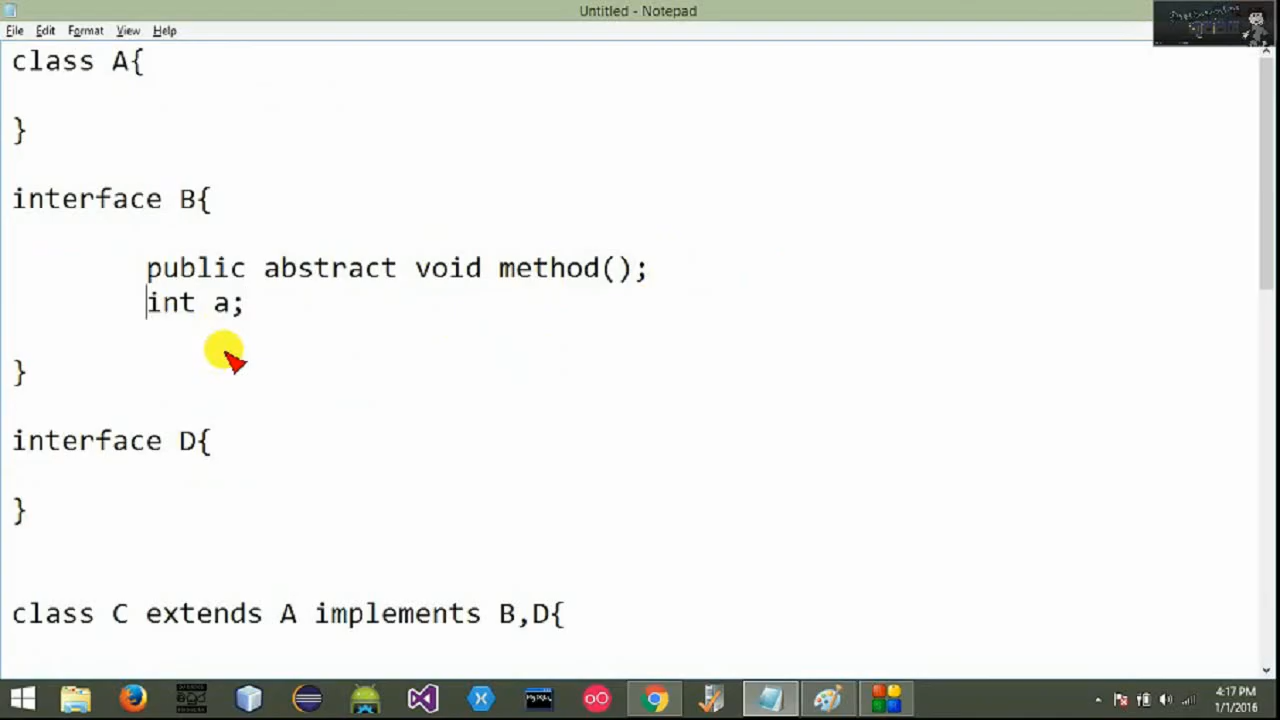 Untitled - Notepad
File Edit Format View Help
class A{
}
interface B{
public abstract void method();
int a;
}
interface D{
}
class C extends A implements B,D{
4:17 PM
1/1/2016